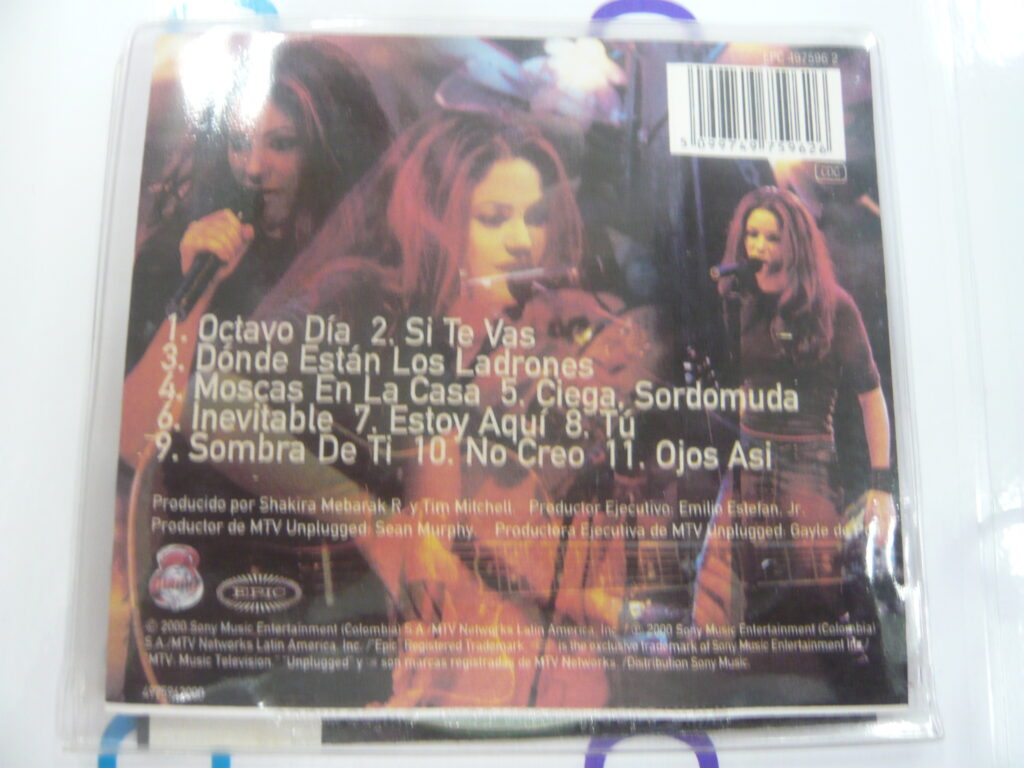 EPC 497596 2
5 099749 759626
1. Octavo Día 2. Si Te Vas
3. Dónde Están Los Ladrones
4. Moscas En La Casa 5. Ciega, Sordomuda
6. Inevitable 7. Estoy Aquí 8. Tú
9. Sombra De Ti 10. No Creo 11. Ojos Asi
Producido por Shakira Mebarak R. y Tim Mitchell Productor Ejecutivo: Emilio Estefan, Jr.
Productor de MTV Unplugged: Sean Murphy Productora Ejecutiva de MTV Unplugged: Gayle
EPIC
© 2000 Sony Music Entertainment (Colombia) S.A./MTV Networks Latin America, Inc. 2000 Sony Music Entertainment (Colombia)
S.A./MTV Networks Latin America, Inc. /"Epic" Registered Trademark. is the exclusive trademark of Sony Music Entertainment
MTV: Music Television "Unplugged" y son marcas registradas de MTV Networks. /Distribution Sony Music